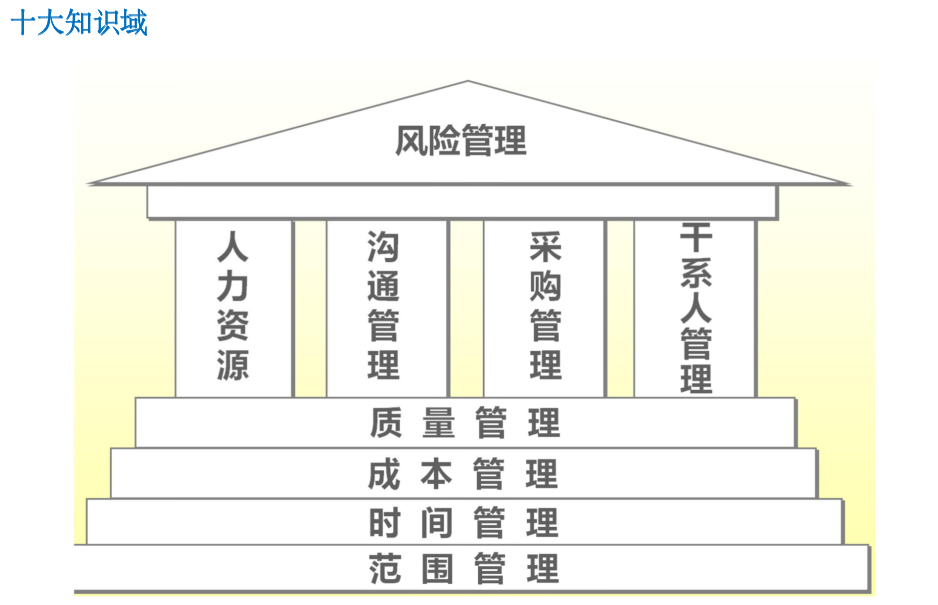 十大知识域
风险管理
人力资源
沟通管理
采购管理
干系人管理
质量管理
成本管理
时间管理
范围管理